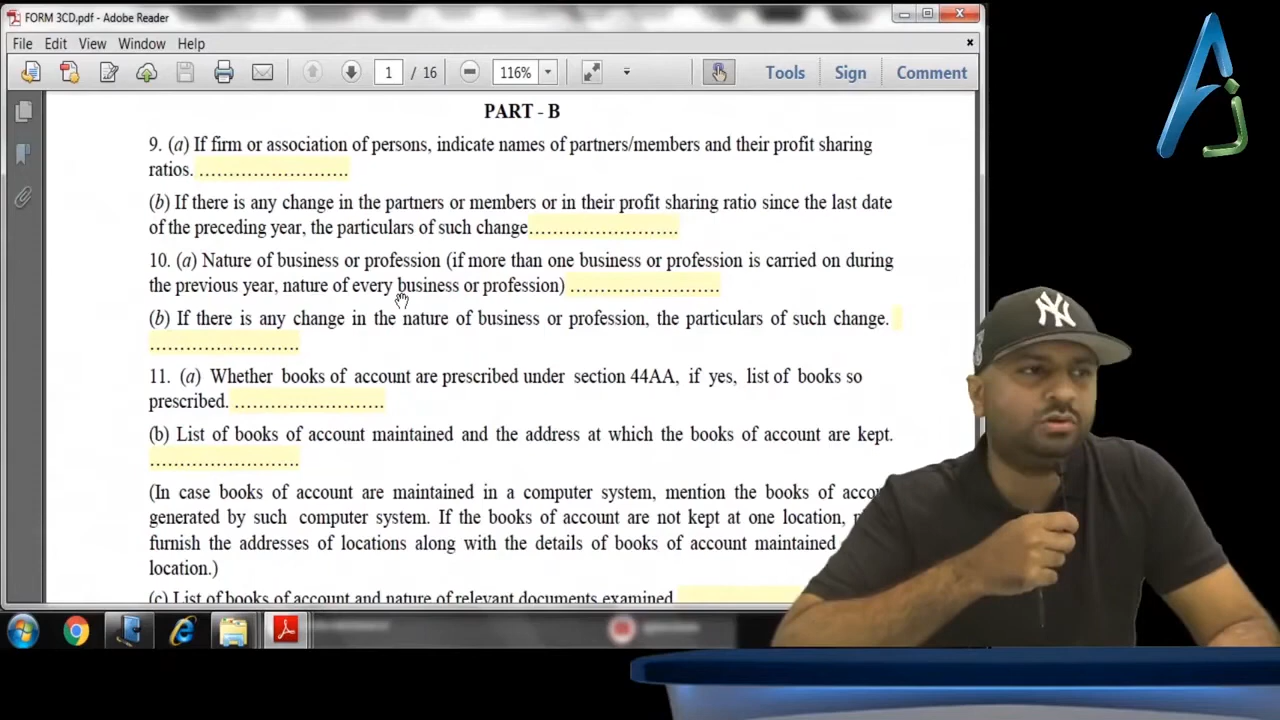 FORM 3CD.pdf - Adobe Reader
File Edit View Window Help
1 / 16 116% Tools Sign Comment
PART - B
9. (a) If firm or association of persons, indicate names of partners/members and their profit sharing
ratios. ……………………
(b) If there is any change in the partners or members or in their profit sharing ratio since the last date
of the preceding year, the particulars of such change……………………
10. (a) Nature of business or profession (if more than one business or profession is carried on during
the previous year, nature of every business or profession) ……………………
(b) If there is any change in the nature of business or profession, the particulars of such change.
……………………
11. (a) Whether books of account are prescribed under section 44AA, if yes, list of books so
prescribed. ……………………
(b) List of books of account maintained and the address at which the books of account are kept.
……………………
(In case books of account are maintained in a computer system, mention the books of
generated by such computer system. If the books of account are not kept at one location,
furnish the addresses of locations along with the details of books of account maintained
location.)
(c) List of books of account and nature of relevant documents examined
NY